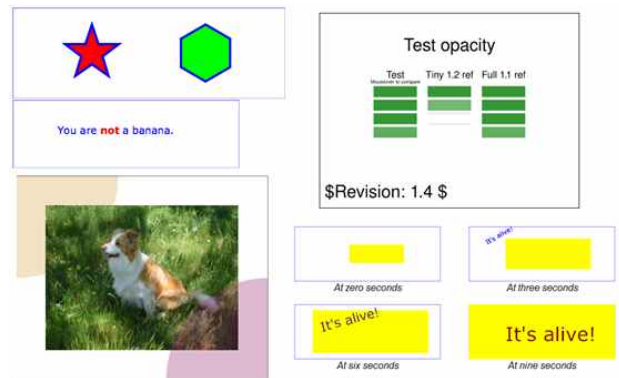 You are not a banana.
Test opacity
Test Tiny 1.2 ref Full 1.1 ref
Mouseover to compare
$Revision: 1.4 $
It's alive!
At zero seconds At three seconds
It's alive!
It's alive!
At six seconds At nine seconds